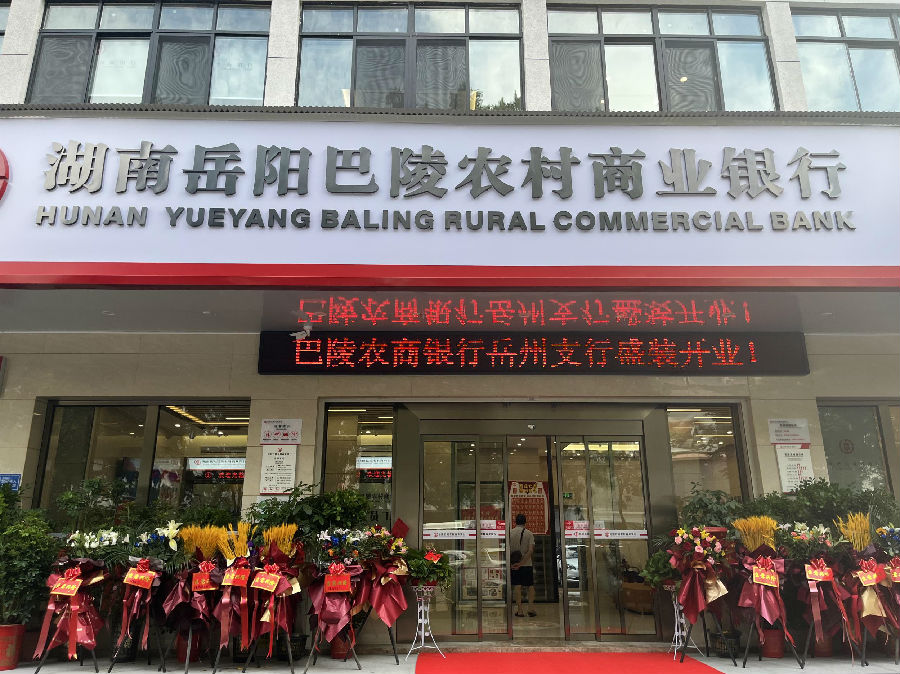 湖南岳阳巴陵农村商业银行
HUNAN YUEYANG BALING RURAL COMMERCIAL BANK
巴陵农商银行岳州支行盛装开业！